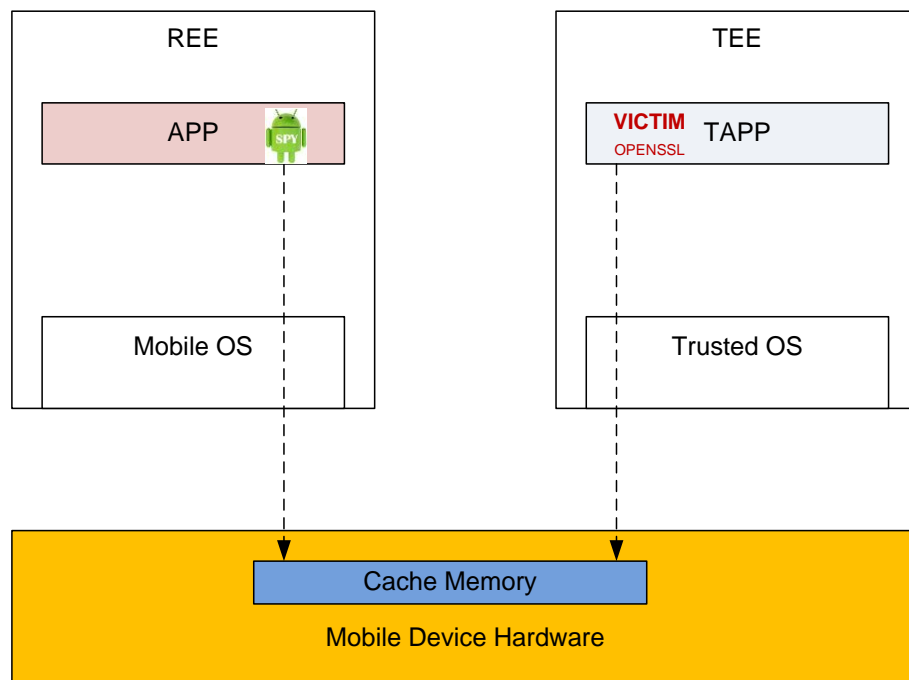 REE
TEE
APP
SPY
VICTIM
OPENSSL
TAPP
Mobile OS
Trusted OS
Cache Memory
Mobile Device Hardware